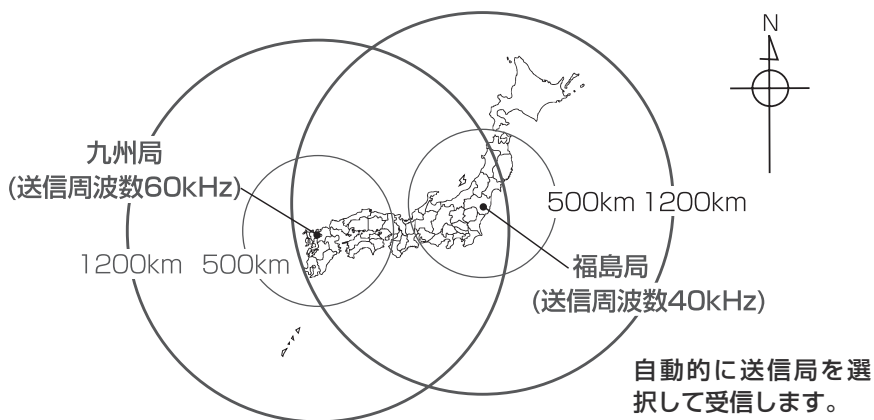 N
九州局
(送信周波数60kHz)
500km 1200km
1200km 500km
福島局
(送信周波数40kHz)
自動的に送信局を選
択して受信します。